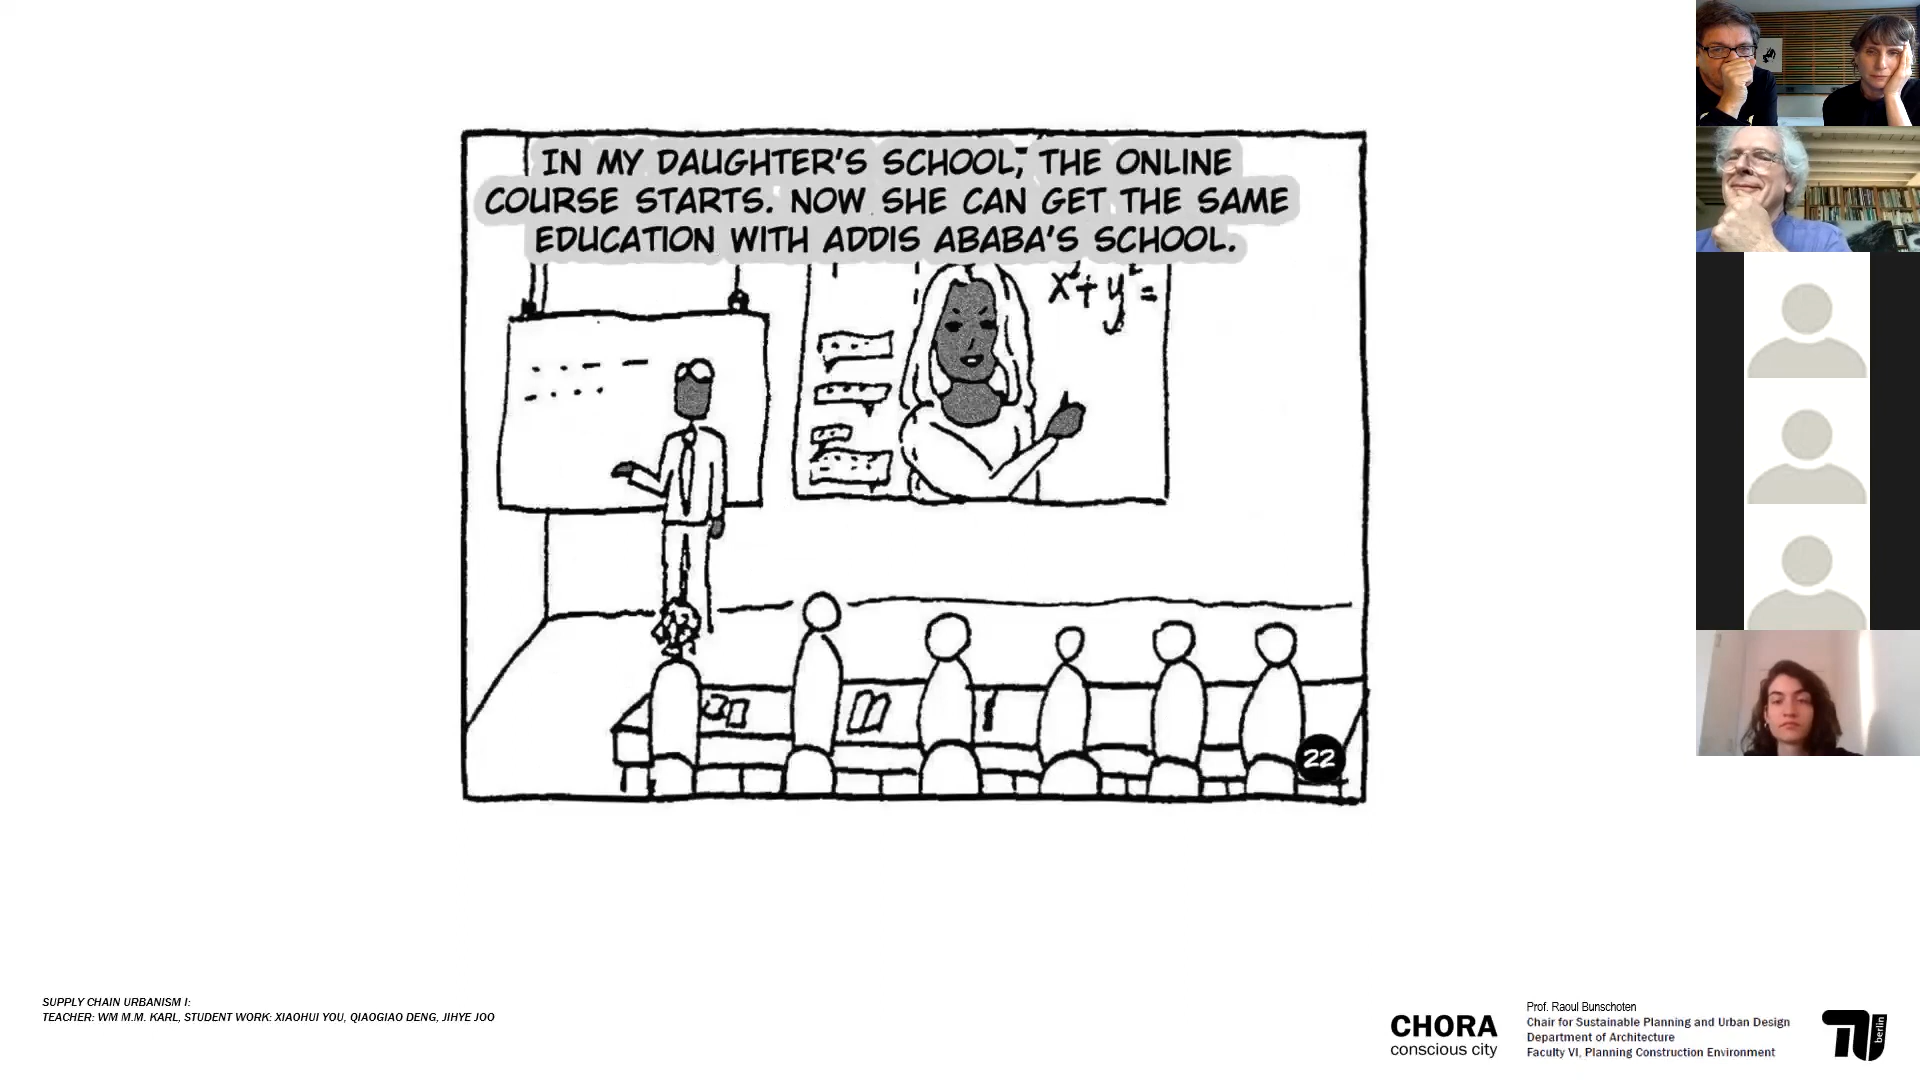 IN MY DAUGHTER'S SCHOOL, THE ONLINE
COURSE STARTS. NOW SHE CAN GET THE SAME
EDUCATION WITH ADDIS ABABA'S SCHOOL.
x²+ y² =
22
SUPPLY CHAIN URBANISM I:
TEACHER: WM M.M. KARL, STUDENT WORK: XIAOHUI YOU, QIAOGIAO DENG, JIHYE JOO
CHORA
conscious city
Prof. Raoul Bunschoten
Chair for Sustainable Planning and Urban Design
Department of Architecture
Faculty VI, Planning Construction Environment
berlin